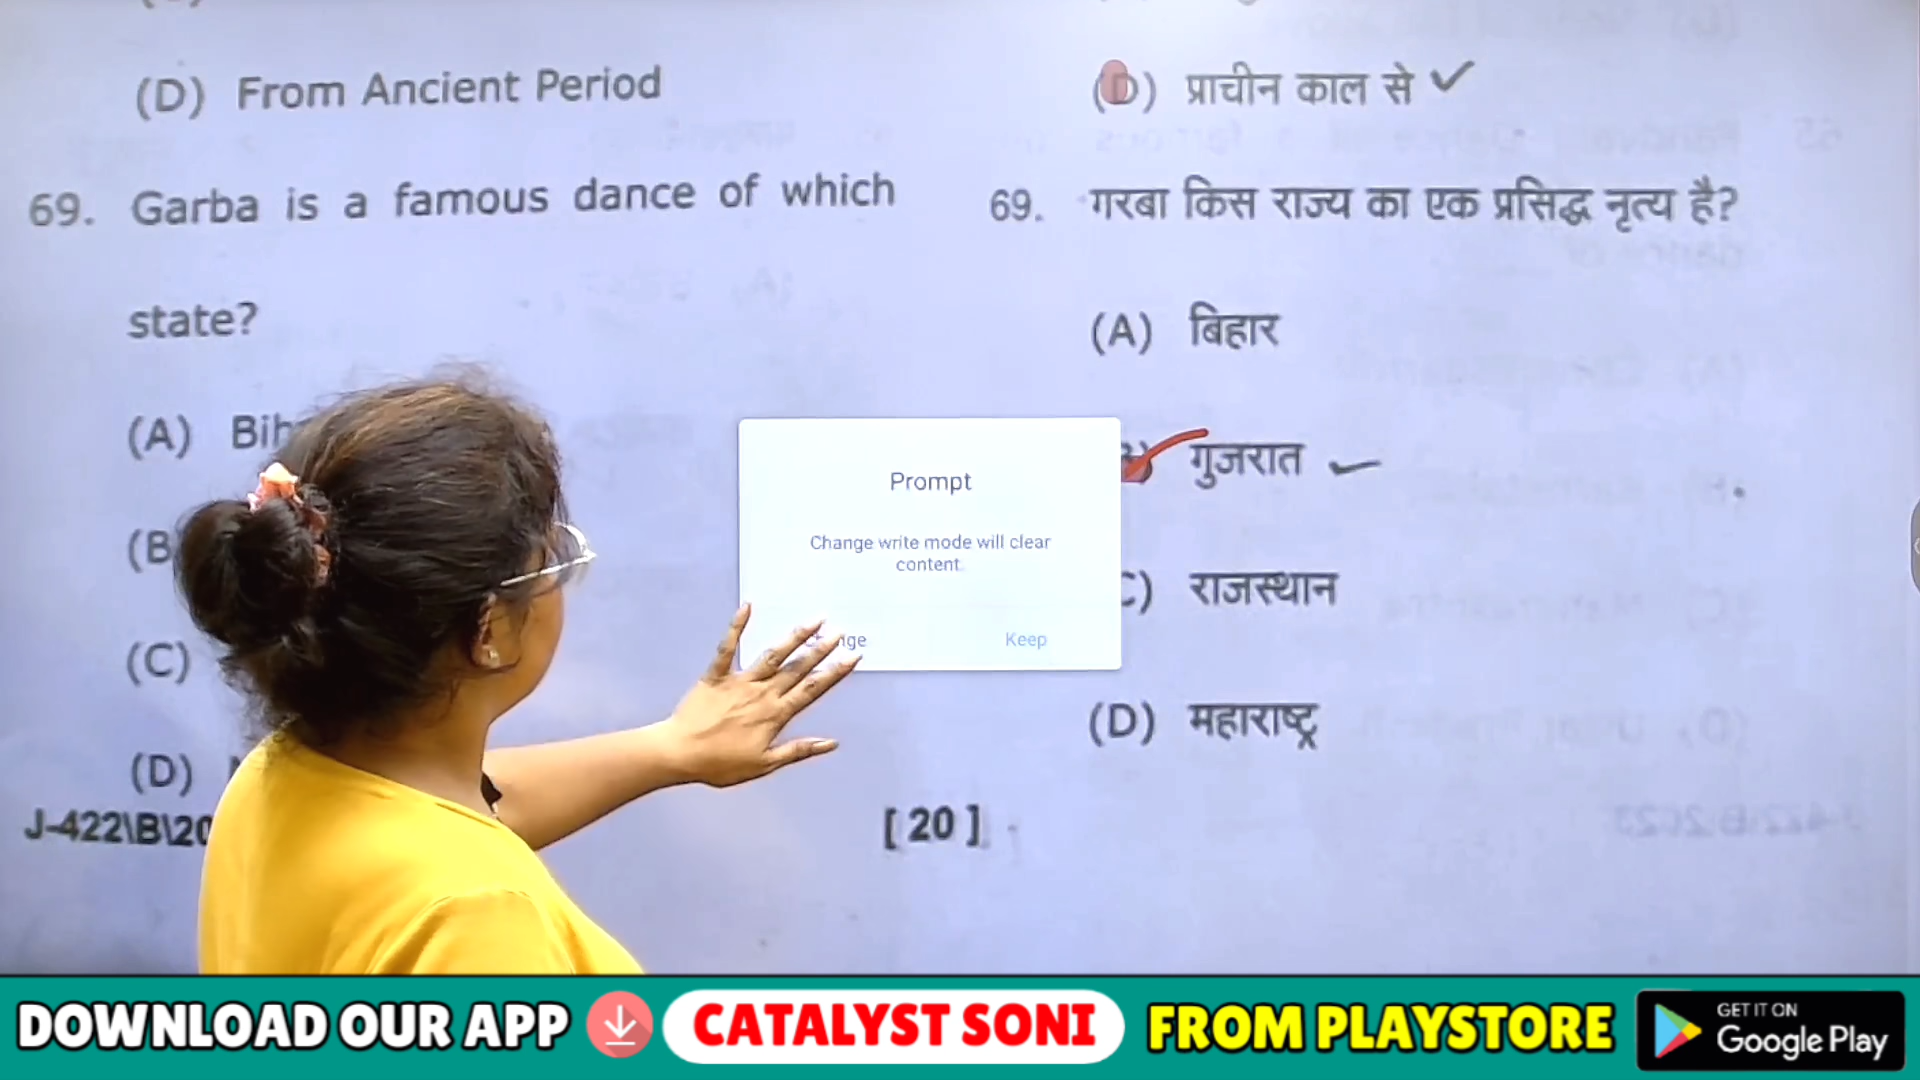 (D) From Ancient Period
69. Garba is a famous dance of which
state?
(A)
(B
(C)
(D)
J-422\B\20
(D) प्राचीन काल से
69. गरबा किस राज्य का एक प्रसिद्ध नृत्य है?
(A) बिहार
गुजरात
C) राजस्थान
(D) महाराष्ट्र
[ 20 ]
Prompt
Change write mode will clear
content.
Keep
DOWNLOAD OUR APP CATALYST SONI FROM PLAYSTORE
GET IT ON
Google Play